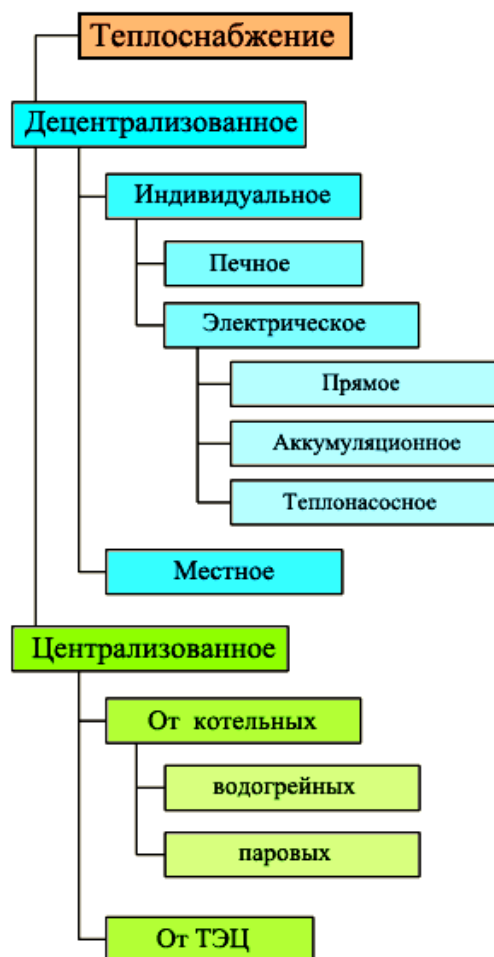 Теплоснабжение
Децентрализованное
Индивидуальное
Печное
Электрическое
Прямое
Аккумуляционное
Теплонасосное
Местное
Централизованное
От котельных
водогрейных
паровых
От ТЭЦ